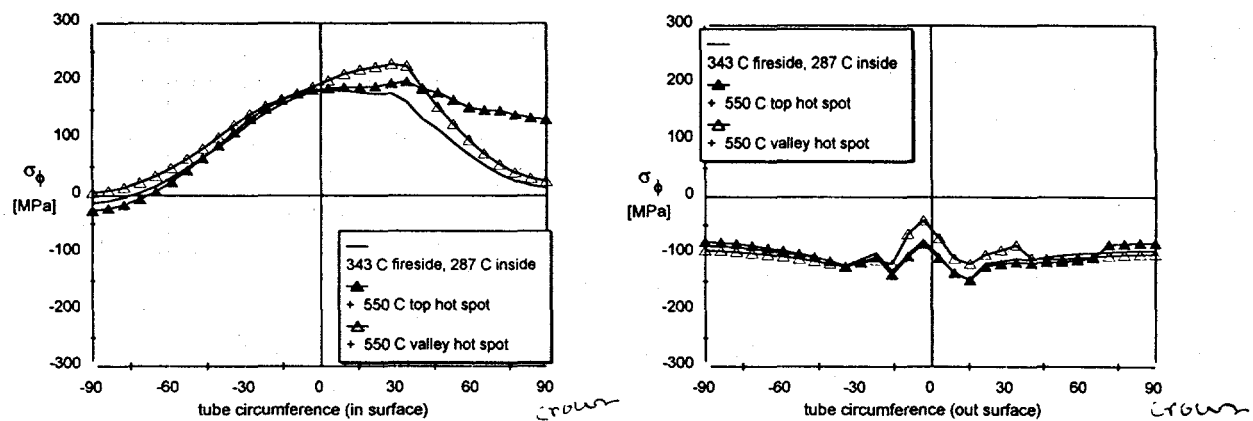 300
200
100
σϕ
0
[MPa]
-100
-200
-300
-90 -60 -30 0 30 60 90
tube circumference (in surface)
crown
343 C fireside, 287 C inside
+ 550 C top hot spot
+ 550 C valley hot spot
300
200
100
σϕ
0
[MPa]
-100
-200
-300
-90 -60 -30 0 30 60 90
tube circumference (out surface)
crown
343 C fireside, 287 C inside
+ 550 C top hot spot
+ 550 C valley hot spot